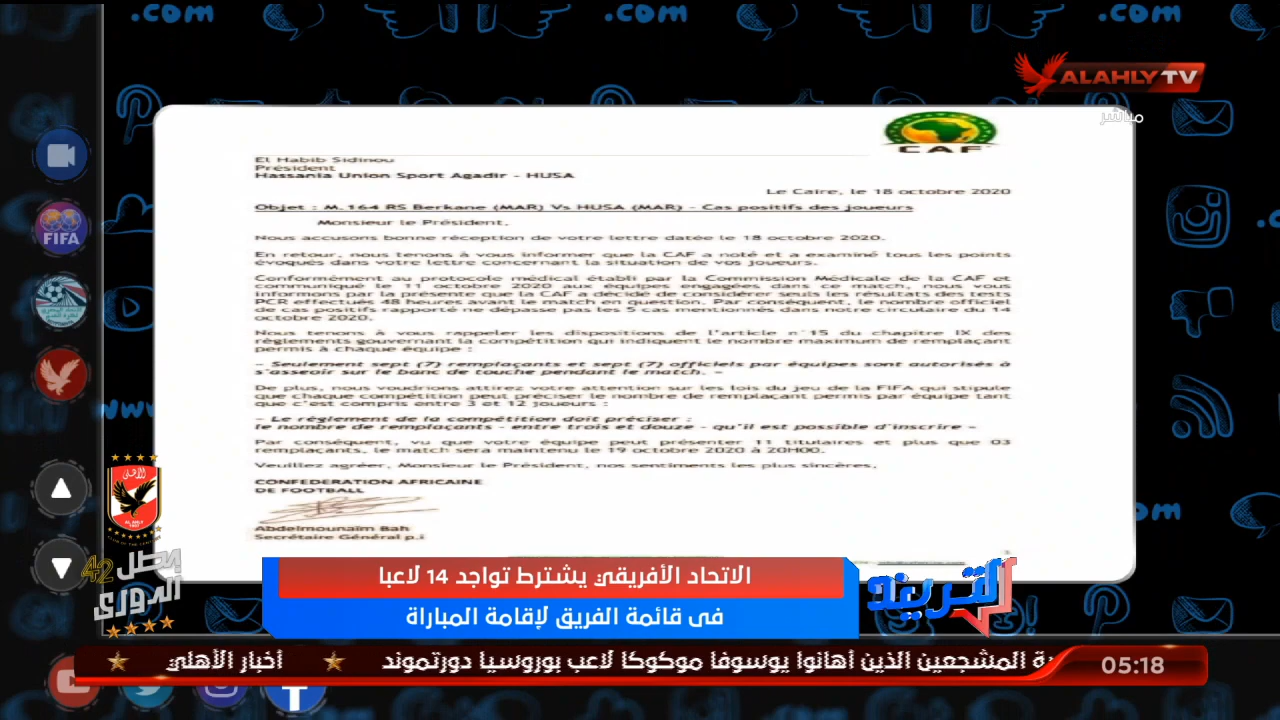 .com
.com
.com
ALAHLY TV
مباشر
CAF
El Habib Sidinou
Président
Hassania Union Sport Agadir - HUSA
Le Caire, le 18 octobre 2020
Objet : M.164 RS Berkane (MAR) Vs HUSA (MAR) - Cas positifs des joueurs
Monsieur le Président,
Nous accusons bonne réception de votre lettre datée le 18 octobre 2020.
En retour, nous tenons à vous informer que la CAF a noté et a examiné tous les points
évoqués dans votre lettre concernant la situation de vos joueurs.
Conformément au protocole médical établi par la Commission Médicale de la CAF et
communiqué le 11 octobre 2020 aux équipes engagées dans ce match, nous vous
informons par la présente que la CAF a décidé de considérer seuls les résultats des tests
PCR effectués 48 heures avant le match en question. Par conséquent, le nombre officiel
de cas positifs rapporté ne dépasse pas les 5 cas mentionnés dans notre circulaire du 14
octobre 2020.
Nous tenons à vous rappeler les dispositions de l'article n°15 du chapitre IX des
règlements gouvernant la compétition qui indiquent le nombre maximum de remplaçant
permis à chaque équipe :
- Seulement sept (7) remplaçants et sept (7) officiels par équipes sont autorisés à
s'asseoir sur le banc de touche pendant le match. -
De plus, nous voudrions attirez votre attention sur les lois du jeu de la FIFA qui stipule
que chaque compétition peut préciser le nombre de remplaçant permis par équipe tant
que c'est compris entre 3 et 12 joueurs :
- Le règlement de la compétition doit préciser :
le nombre de remplaçants - entre trois et douze - qu'il est possible d'inscrire -
Par conséquent, vu que votre équipe peut présenter 11 titulaires et plus que 03
remplaçants, le match sera maintenu le 19 octobre 2020 à 20H00.
Veuillez agréer, Monsieur le Président, nos sentiments les plus sincères,
CONFEDERATION AFRICAINE
DE FOOTBALL
Abdelmounaïm Bah
Secrétaire Général p.i
FIFA
www
om
بطل الدورى 42
التريند
الاتحاد الأفريقي يشترط تواجد 14 لاعبا
فى قائمة الفريق لإقامة المباراة
المشجعين الذين أهانوا يوسوفا موكوكا لاعب بوروسيا دورتموند
أخبار الأهلي
05:18